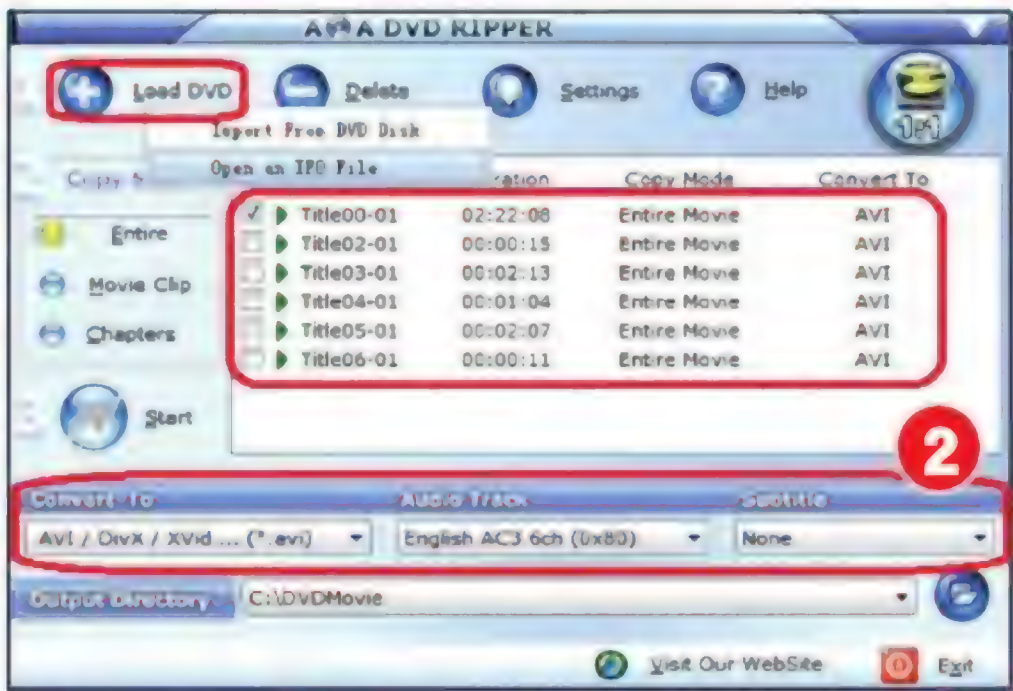 DVD RIPPER
Load DVD
Delete
Settings
Help
Import From DVD Disk
Open an IFO File
Copy Mode
Convert To
Title00-01 02:22:08 Entire Movie AVI
Entire
Title02-01 00:00:15 Entire Movie AVI
Title03-01 00:02:13 Entire Movie AVI
Movie Clip
Title04-01 00:01:04 Entire Movie AVI
Chapters
Title05-01 00:02:07 Entire Movie AVI
Title06-01 00:00:11 Entire Movie AVI
Start
2
Convert To
Audio Track
Subtitle
AVI / DivX / XVid ... (*.avi)
English AC3 6ch (0x80)
None
Output Directory
C:\DVDMovie
Visit Our WebSite
Exit